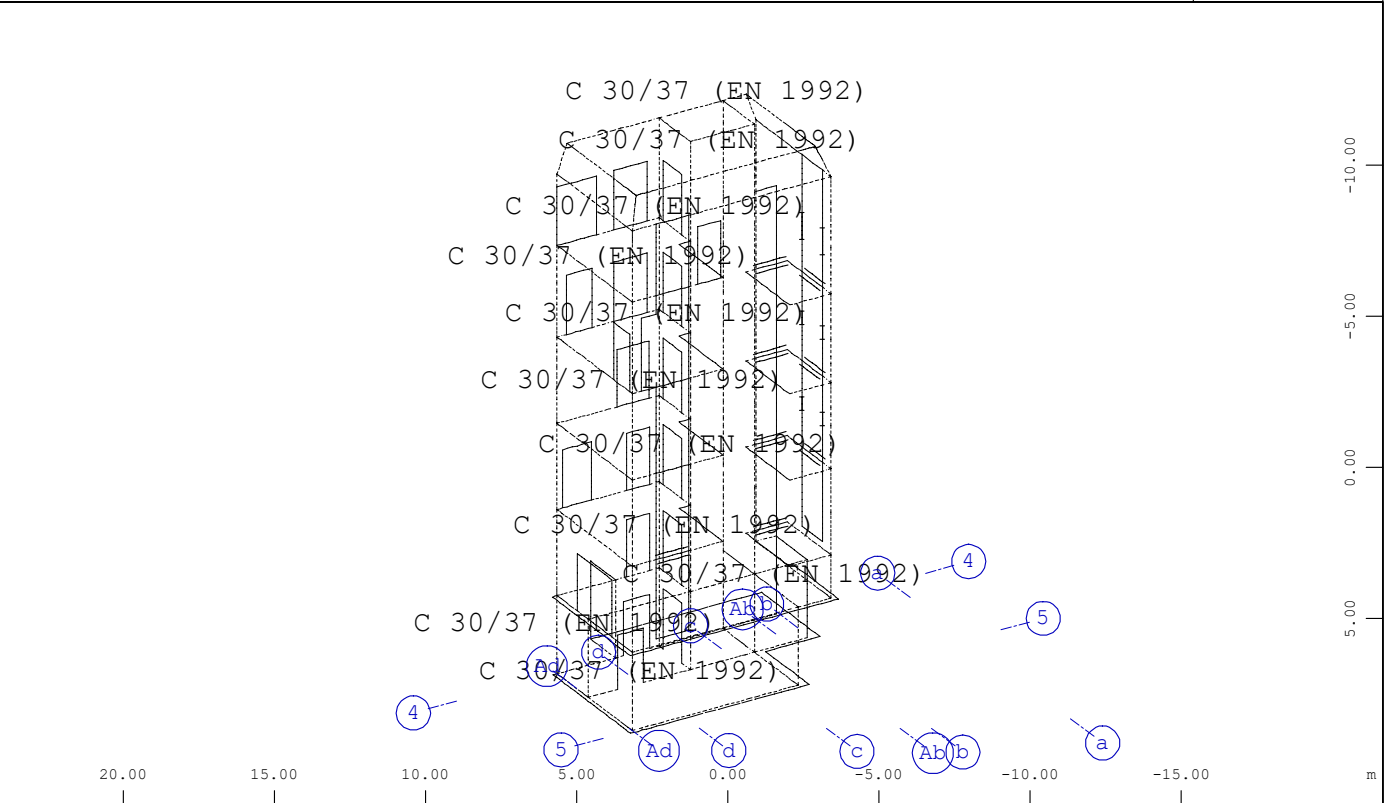 C 30/37 (EN 1992)
C 30/37 (EN 1992)
-10.00
C 30/37 (EN 1992)
C 30/37 (EN 1992)
C 30/37 (EN 1992)
-5.00
C 30/37 (EN 1992)
C 30/37 (EN 1992)
0.00
C 30/37 (EN 1992)
4
C 30/37 (EN 1992)
a
Ab
b
5
5.00
C 30/37 (EN 1992)
c
d
Ad
C 30/37 (EN 1992)
4
5
Ad
d
c
Ab
b
a
20.00 15.00 10.00 5.00 0.00 -5.00 -10.00 -15.00 m